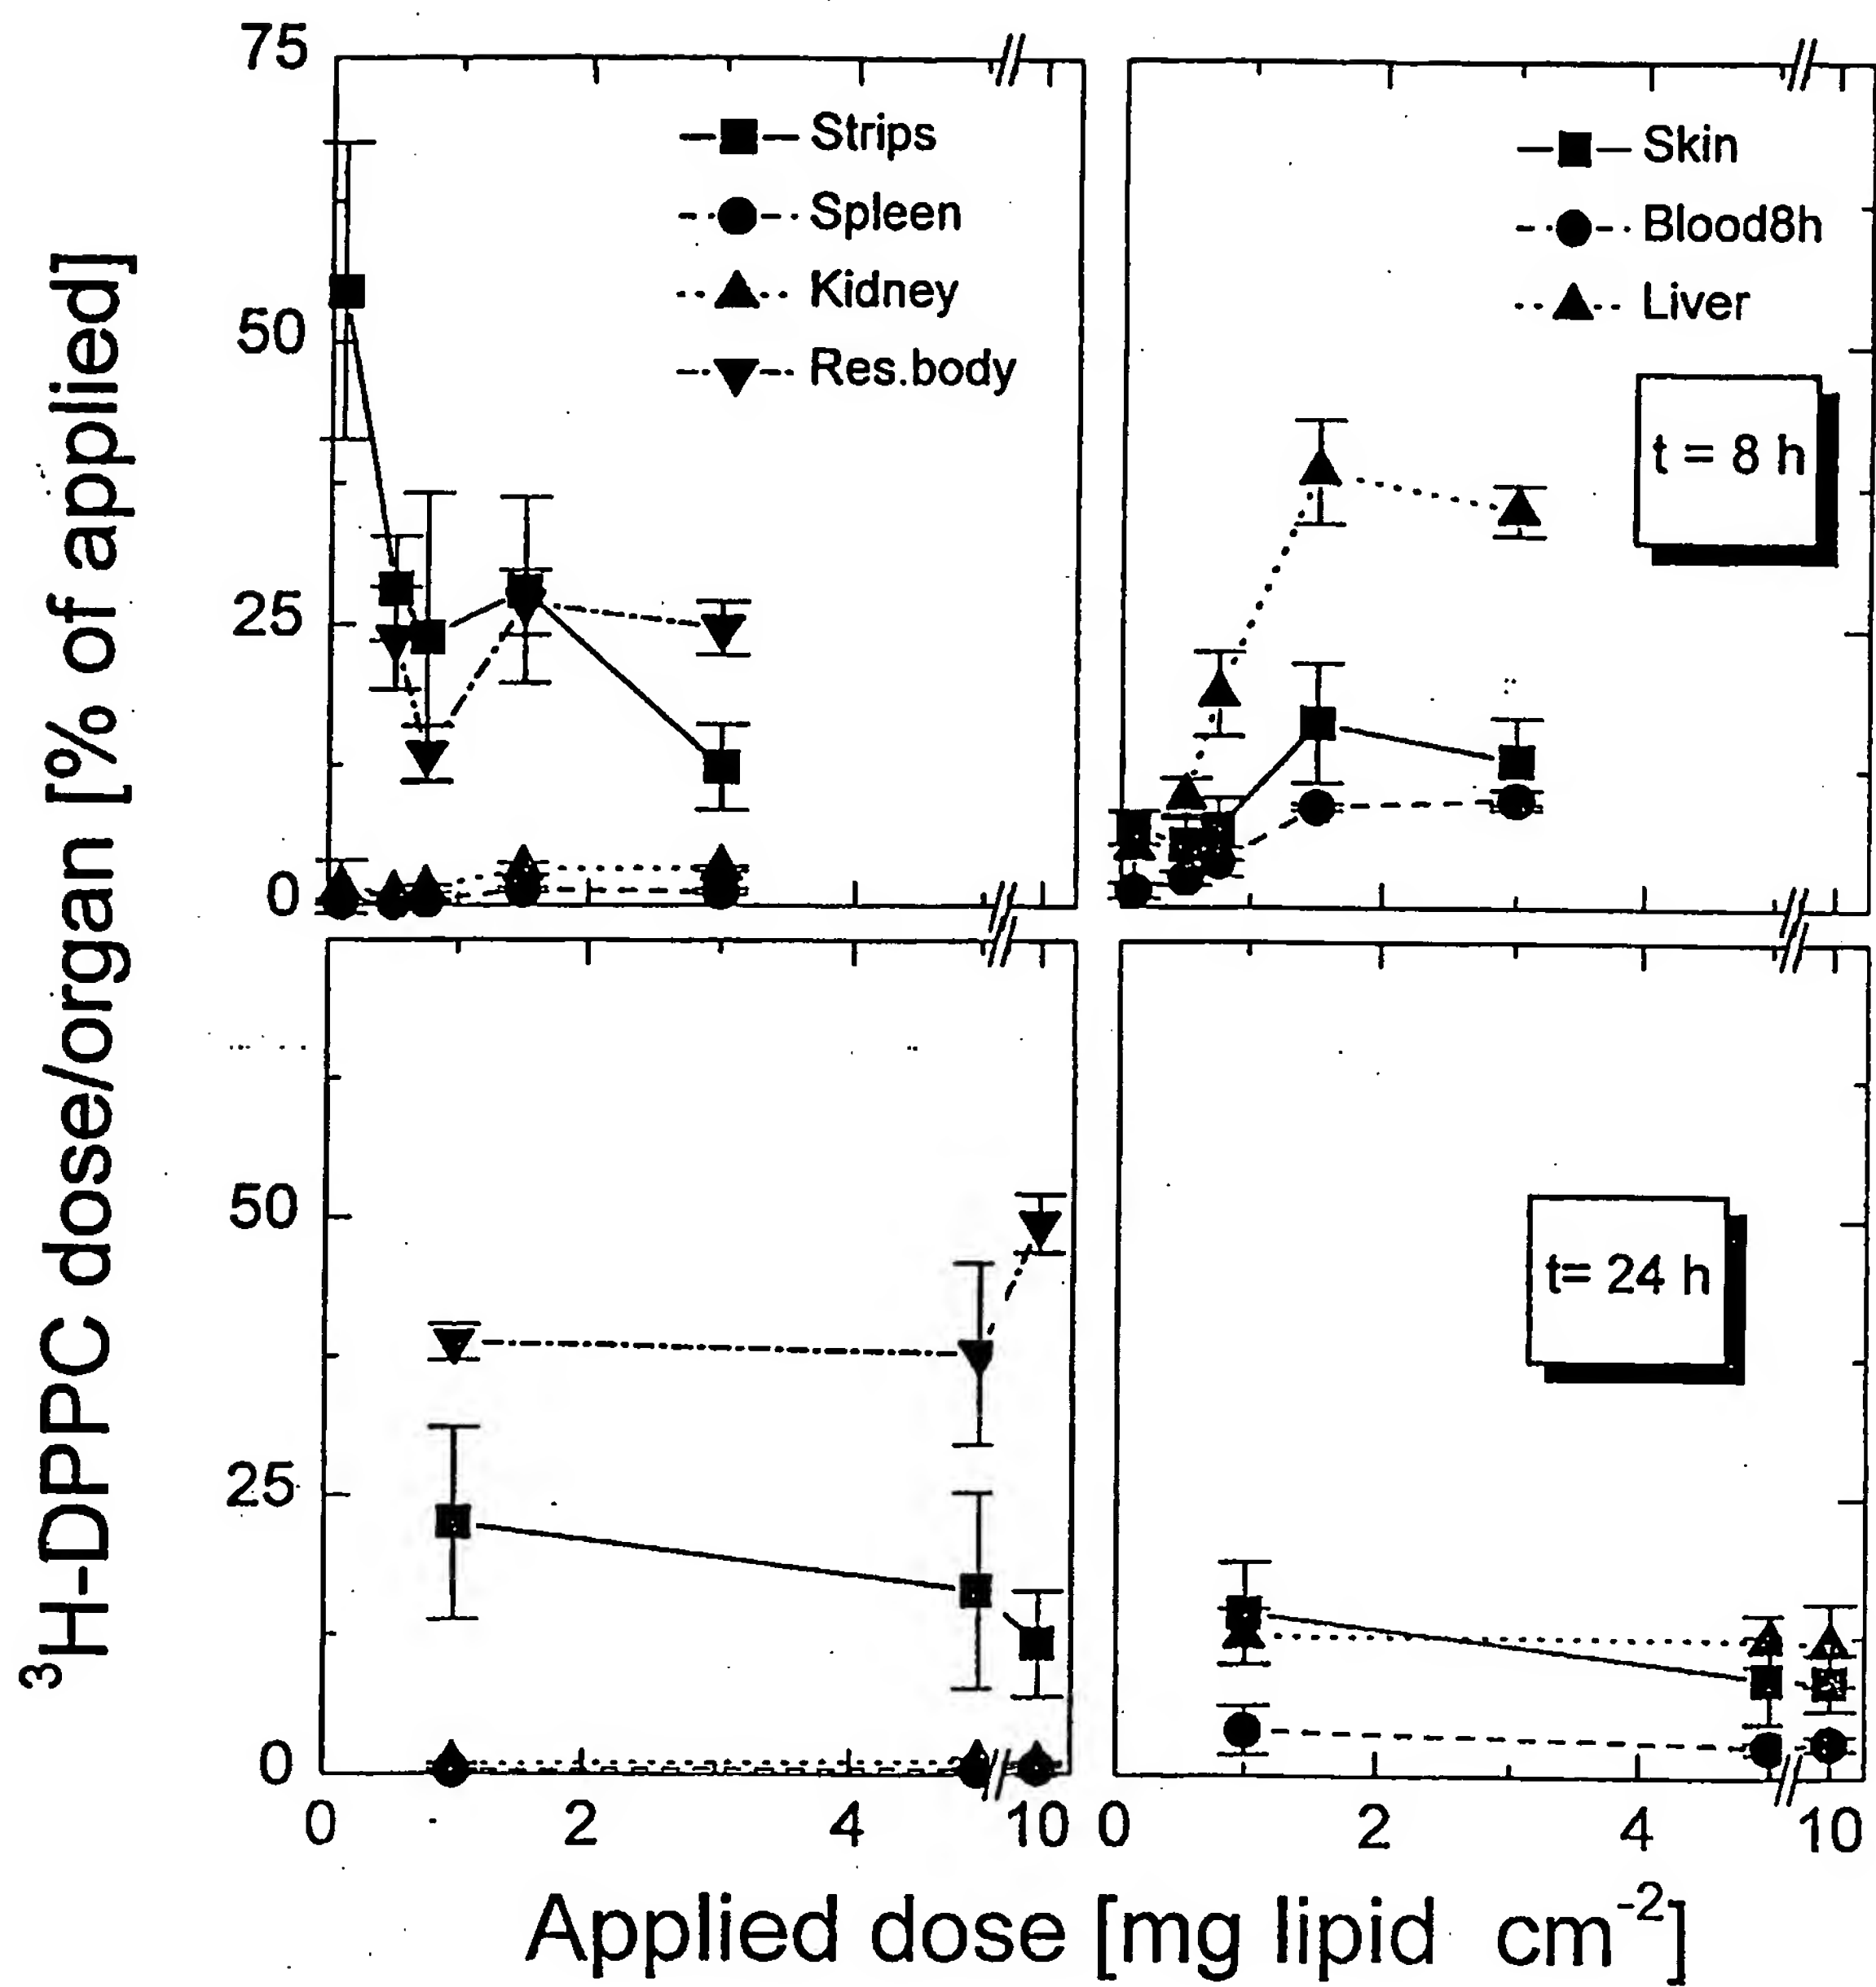 75
50
25
0
50
25
0
³H-DPPC dose/organ [% of applied]
Strips
Spleen
Kidney
Res.body
Skin
Blood8h
Liver
t = 8 h
t= 24 h
0 2 4 10 0 2 4 10
Applied dose [mg lipid cm⁻²]